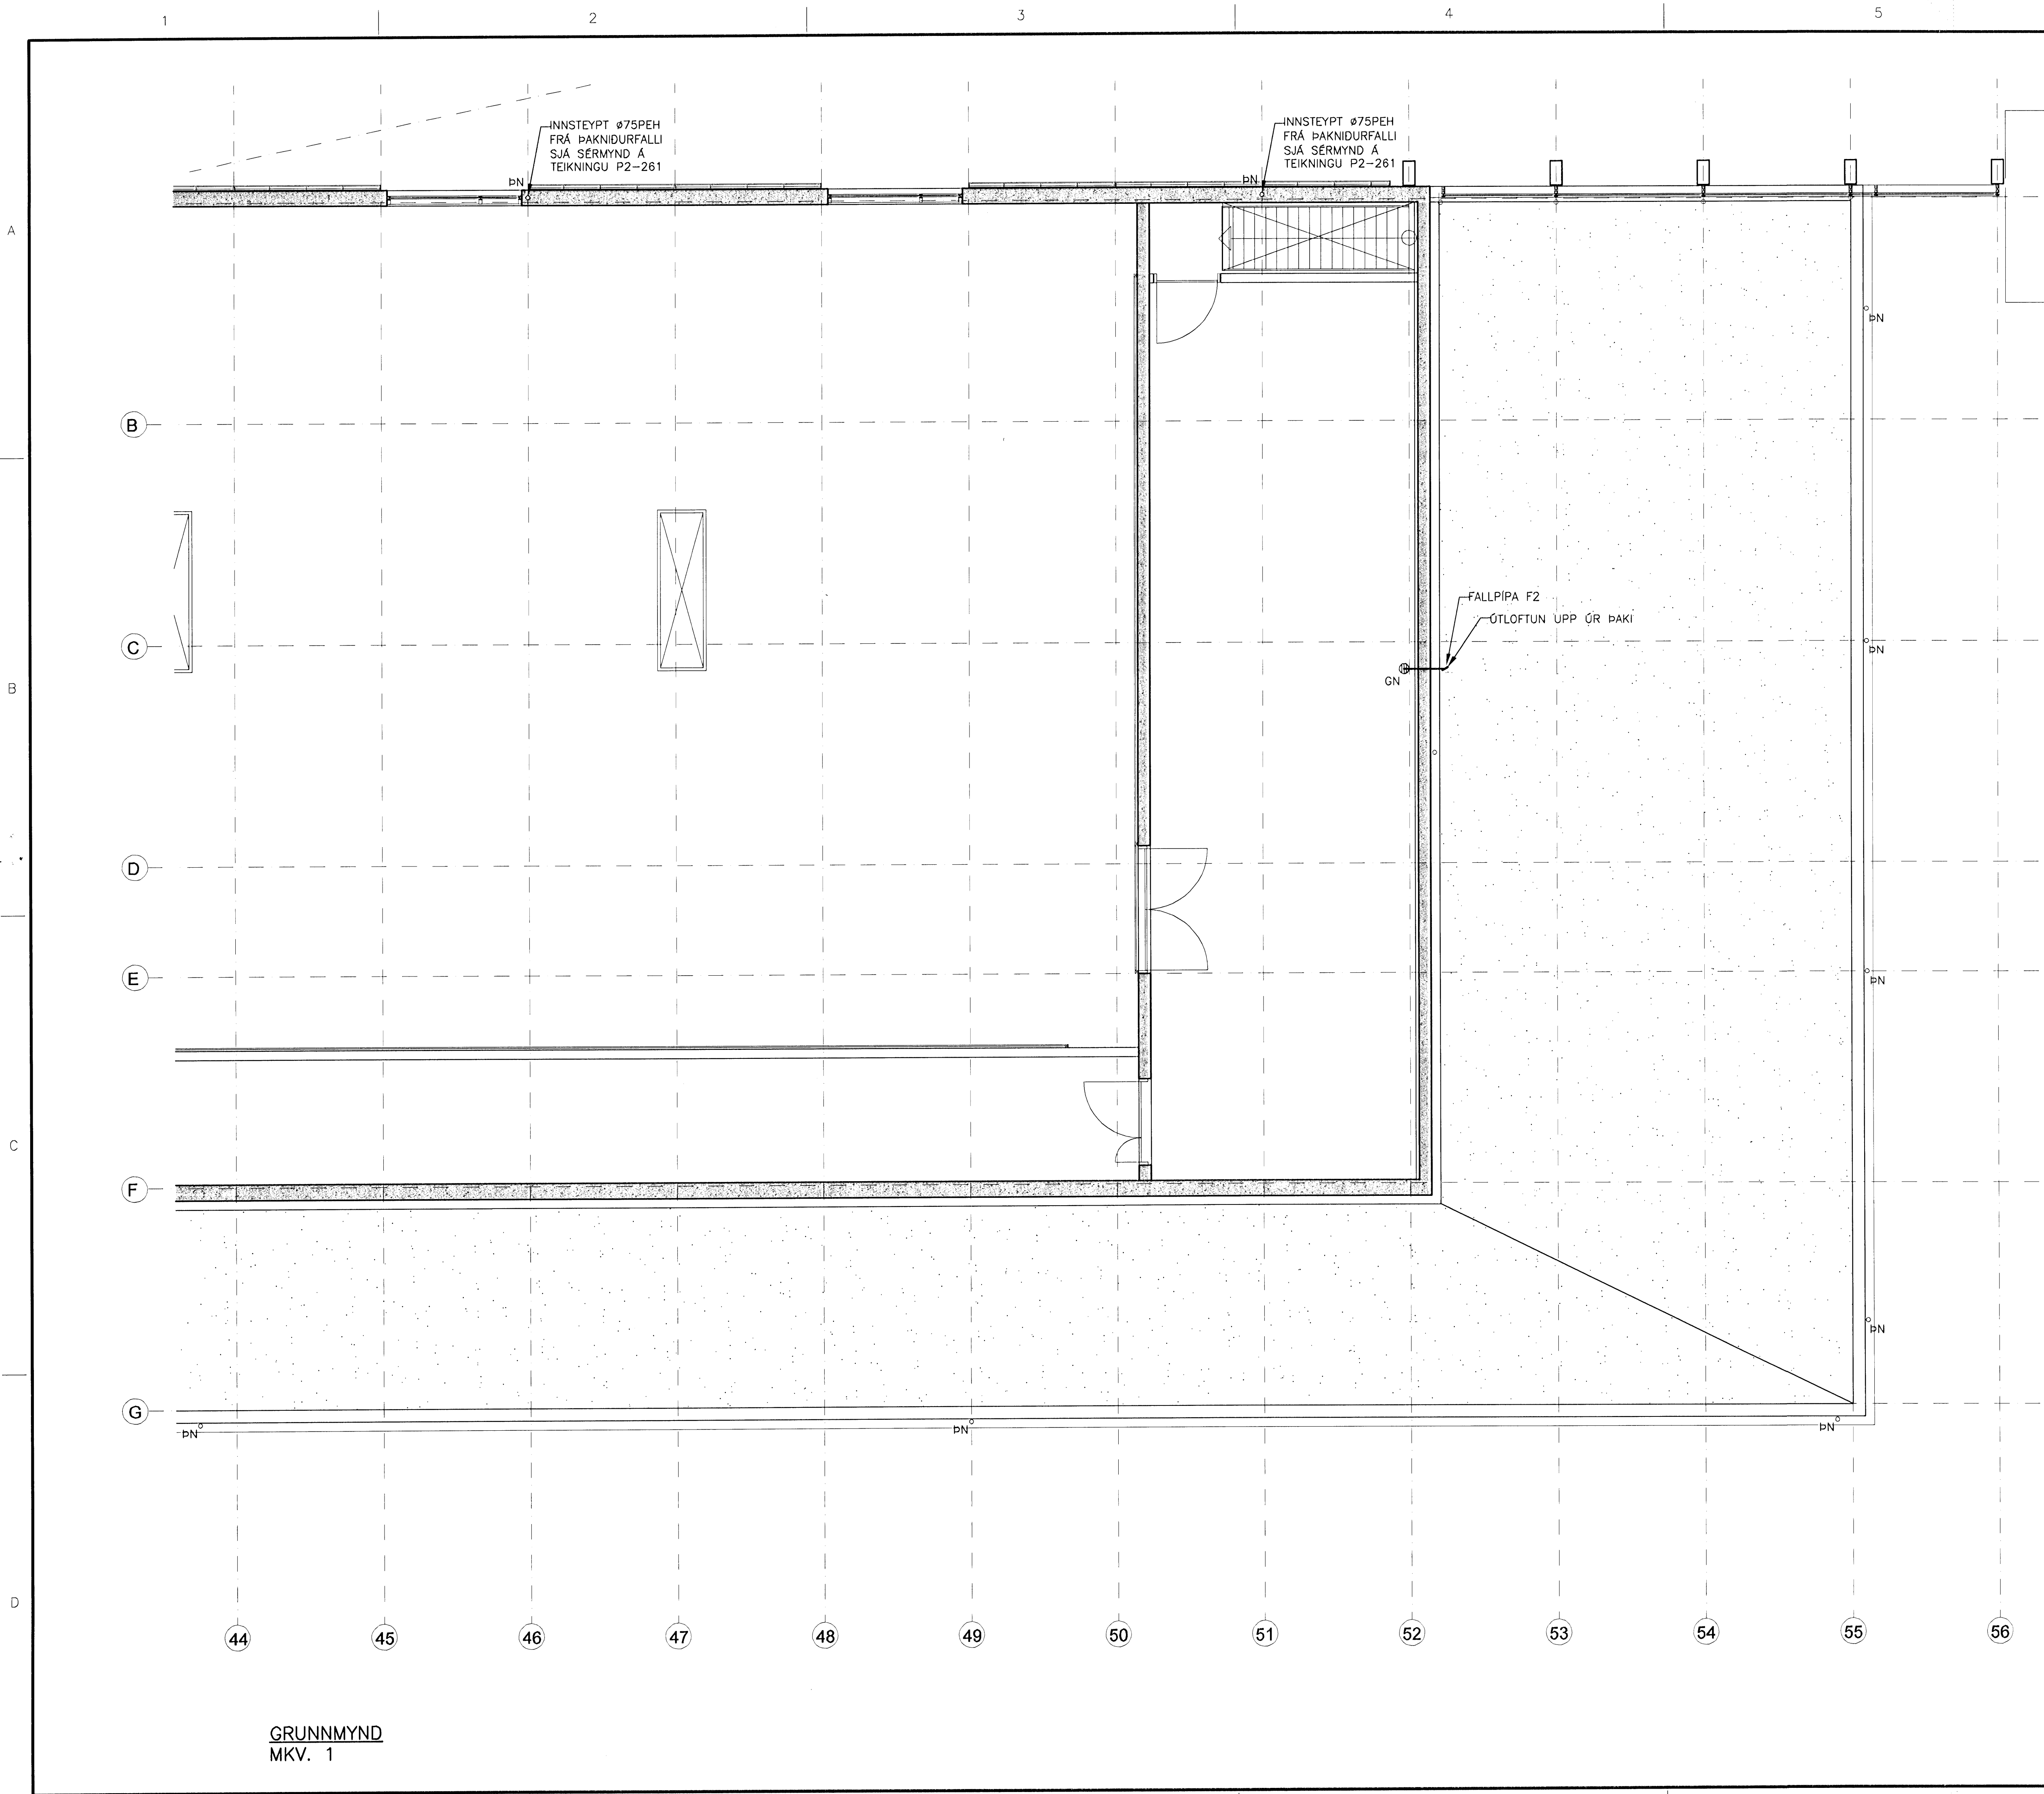 1 2 3 4 5
INNSTEYPT ø75PEH
FRÁ ÞAKNIÐURFALLI
SJÁ SÉRMYND Á
TEIKNINGU P2-261
ÞN
INNSTEYPT ø75PEH
FRÁ ÞAKNIÐURFALLI
SJÁ SÉRMYND Á
TEIKNINGU P2-261
ÞN
A
ÞN
B
FALLPÍPA F2
ÚTLOFTUN UPP ÚR ÞAKI
C
ÞN
GN
B
D
E
ÞN
C
F
ÞN
G
ÞN
ÞN
ÞN
D
44 45 46 47 48 49 50 51 52 53 54 55 56
GRUNNMYND
MKV. 1